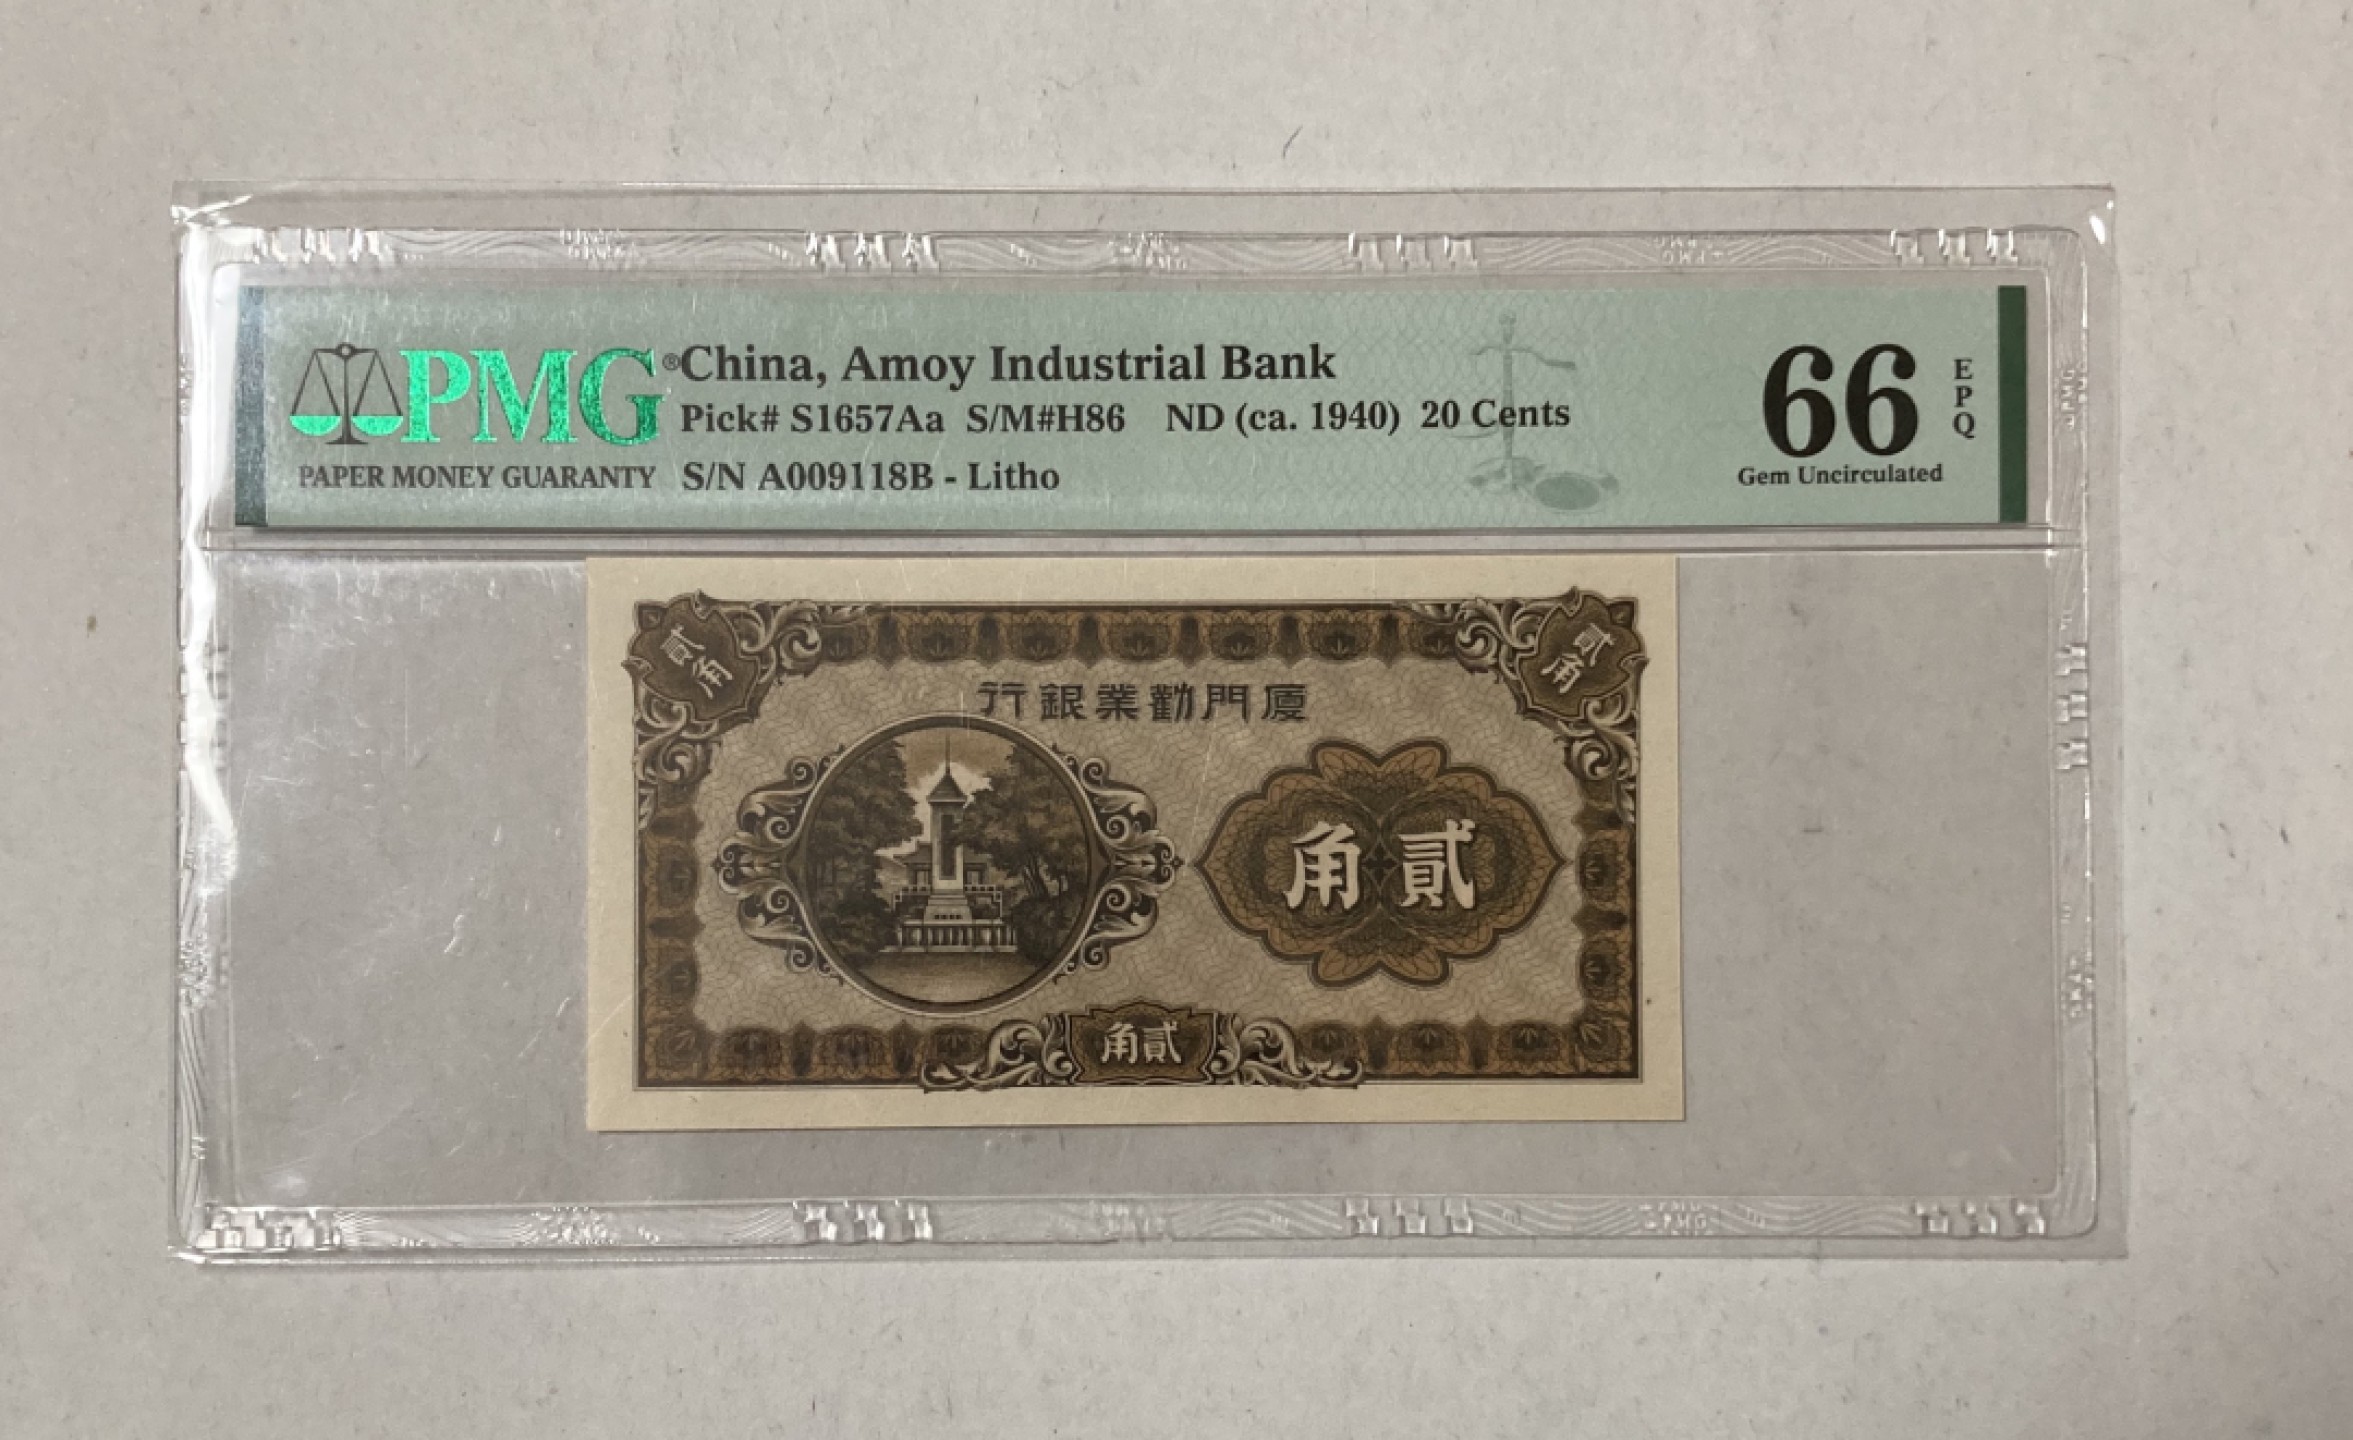 PMG®
PAPER MONEY GUARANTY
China, Amoy Industrial Bank
Pick# S1657Aa S/M#H86 ND (ca. 1940) 20 Cents
S/N A009118B - Litho
66
EPQ
Gem Uncirculated
貳角
貳角
行銀業勸門厦
角貳
角貳